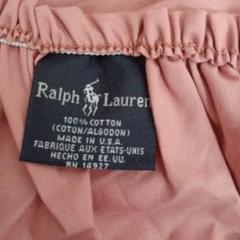 Ralph Lauren
100% COTTON
(COTON/ALGODON)
MADE IN U.S.A.
FABRIQUE AUX ETATS-UNIS
HECHO EN EE. UU.
RN 14927